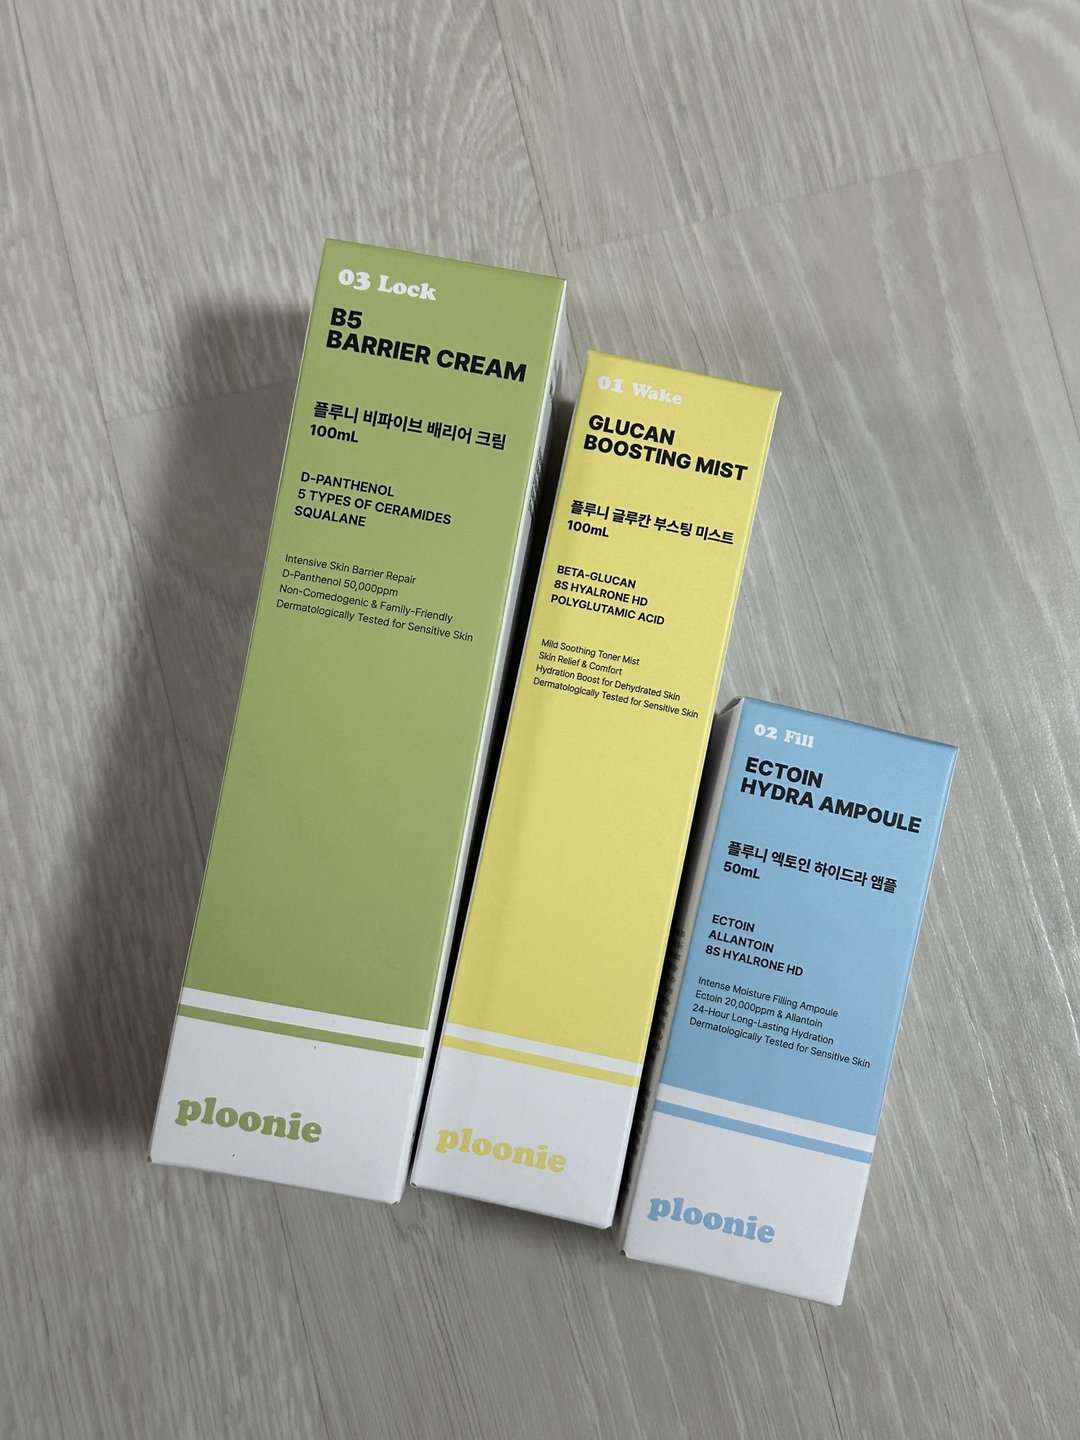 03 Lock
B5
BARRIER CREAM
플루니 비파이브 배리어 크림
100mL
D-PANTHENOL
5 TYPES OF CERAMIDES
SQUALANE
Intensive Skin Barrier Repair
D-Panthenol 50,000ppm
Non-Comedogenic & Family-Friendly
Dermatologically Tested for Sensitive Skin
ploonie
01 Wake
GLUCAN
BOOSTING MIST
플루니 글루칸 부스팅 미스트
100mL
BETA-GLUCAN
8S HYALRONE HD
POLYGLUTAMIC ACID
Mild Soothing Toner Mist
Skin Relief & Comfort
Hydration Boost for Dehydrated Skin
Dermatologically Tested for Sensitive Skin
ploonie
02 Fill
ECTOIN
HYDRA AMPOULE
플루니 엑토인 하이드라 앰플
50mL
ECTOIN
ALLANTOIN
8S HYALRONE HD
Intense Moisture Filling Ampoule
Ectoin 20,000ppm & Allantoin
24-Hour Long-Lasting Hydration
Dermatologically Tested for Sensitive Skin
ploonie